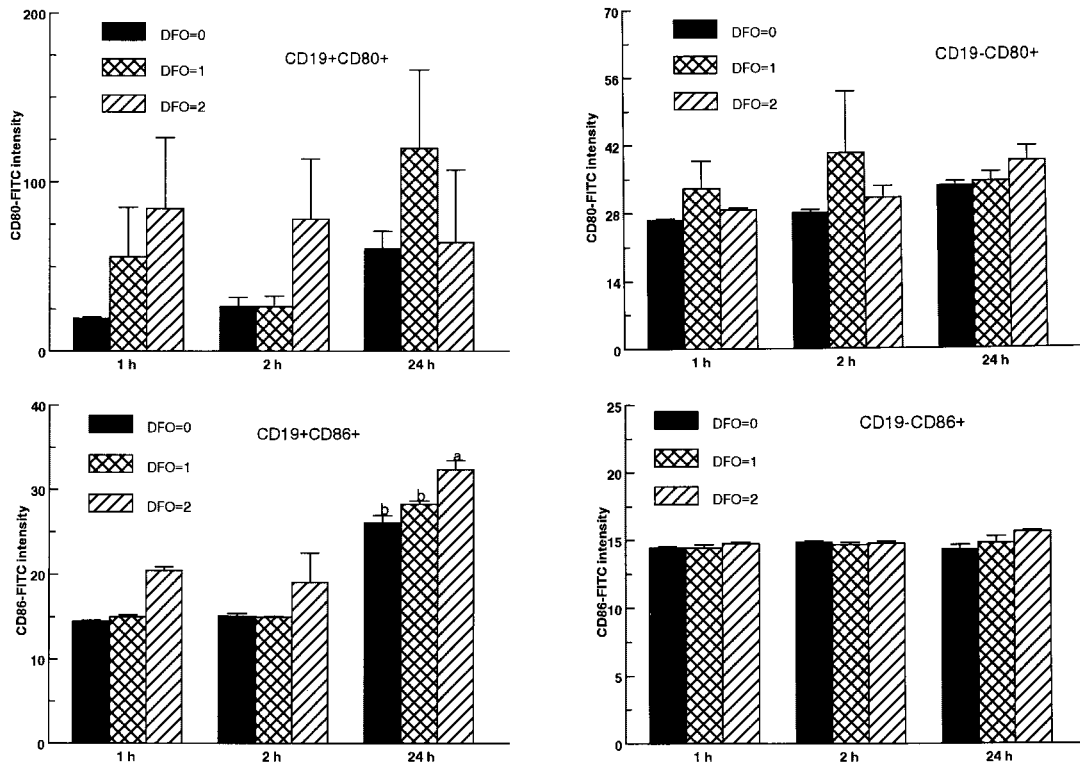 200
100
0
CD80-FITC intensity
DFO=0
DFO=1
DFO=2
CD19+CD80+
1 h
2 h
24 h
70
56
42
28
14
0
CD80-FITC intensity
DFO=0
DFO=1
DFO=2
CD19-CD80+
1 h
2 h
24 h
40
30
20
10
0
CD86-FITC intensity
DFO=0
DFO=1
DFO=2
CD19+CD86+
b
b
a
1 h
2 h
24 h
25
20
15
10
5
0
CD86-FITC intensity
DFO=0
DFO=1
DFO=2
CD19-CD86+
1 h
2 h
24 h